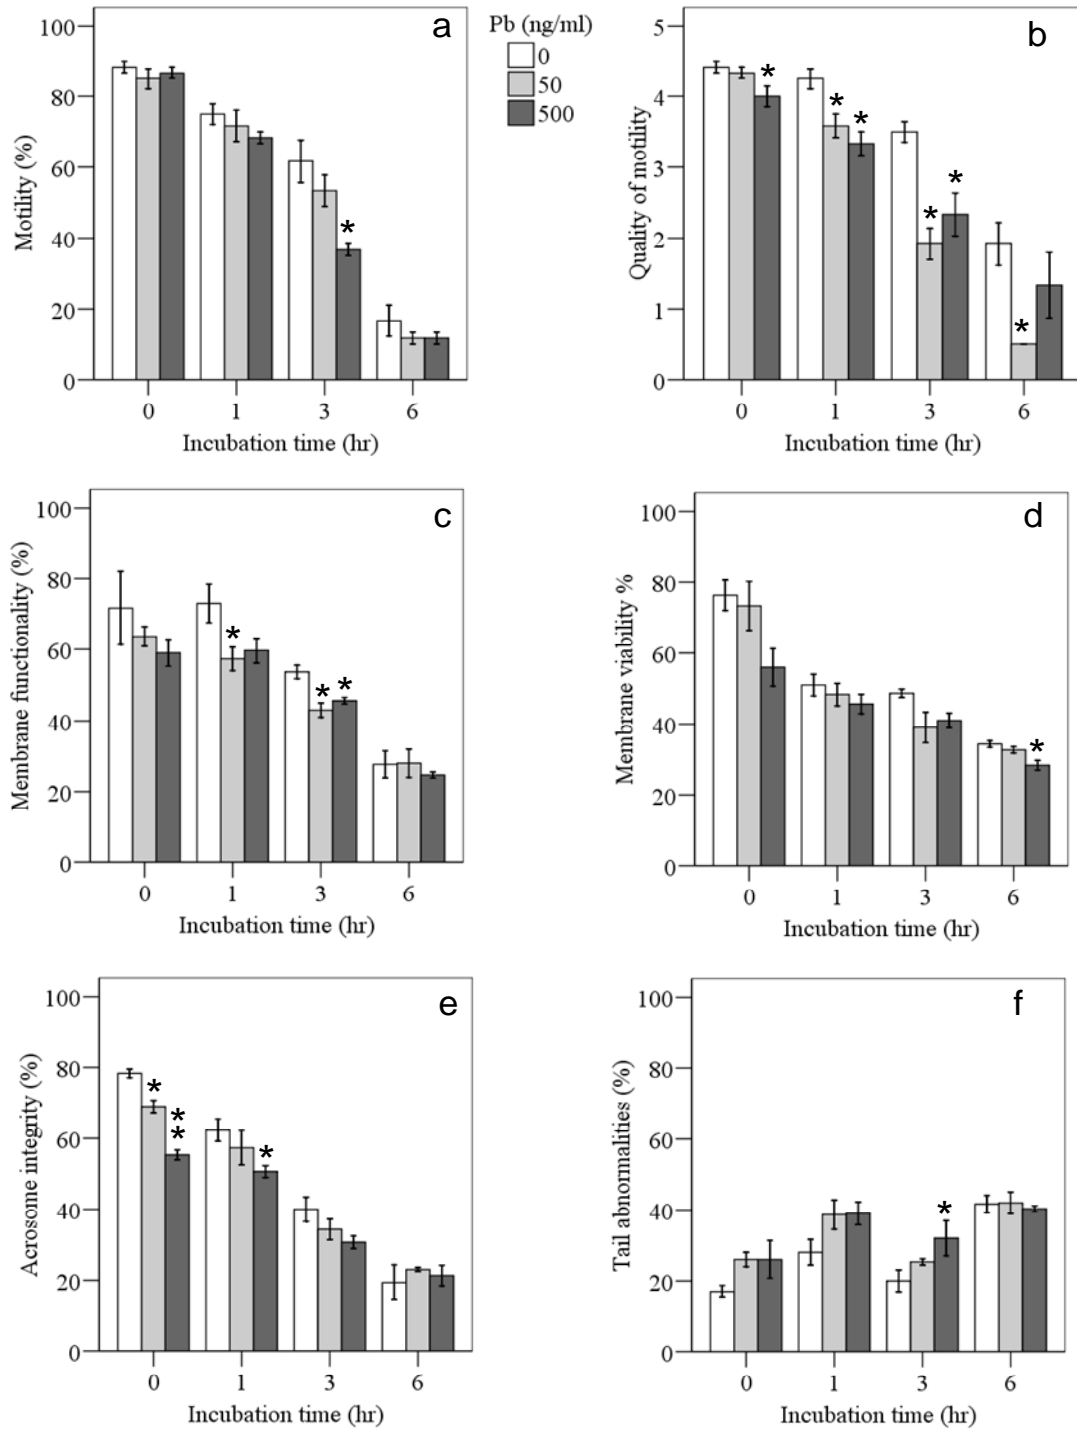 a
Pb (ng/ml)
0
50
500
100
80
60
40
20
0
Motility (%)
*
0 1 3 6
Incubation time (hr)
b
5
4
3
2
1
0
Quality of motility
* * * * * *
0 1 3 6
Incubation time (hr)
c
100
80
60
40
20
0
Membrane functionality (%)
* * *
0 1 3 6
Incubation time (hr)
d
100
80
60
40
20
0
Membrane viability %
*
0 1 3 6
Incubation time (hr)
e
100
80
60
40
20
0
Acrosome integrity (%)
* * * *
0 1 3 6
Incubation time (hr)
f
100
80
60
40
20
0
Tail abnormalities (%)
*
0 1 3 6
Incubation time (hr)